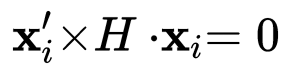 𝐱′ᵢ × H · 𝐱ᵢ = 0